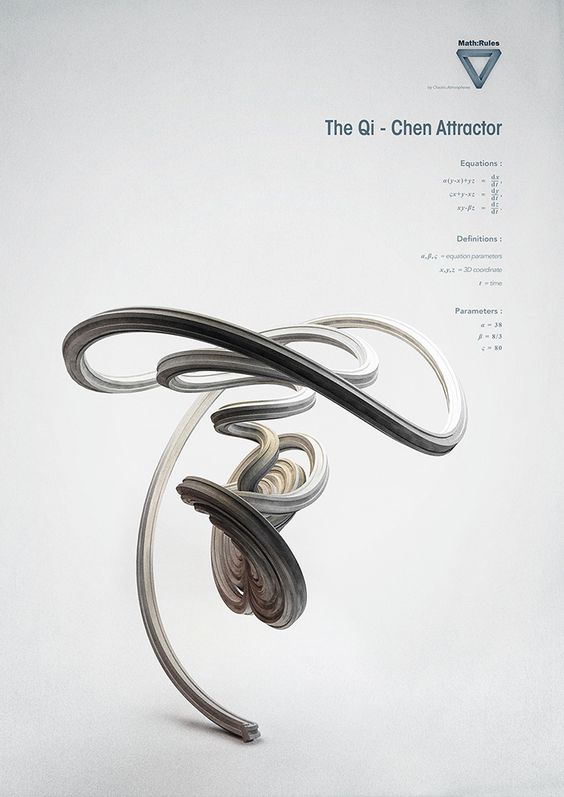 Math:Rules
by Chaotic Atmospheres
The Qi - Chen Attractor
Equations :
α(y-x)+yz = dx/dt,
ςx+y-xz = dy/dt,
xy-βz = dz/dt.
Definitions :
α,β,ς = equation parameters
x,y,z = 3D coordinate
t = time
Parameters :
α = 38
β = 8/3
ς = 80